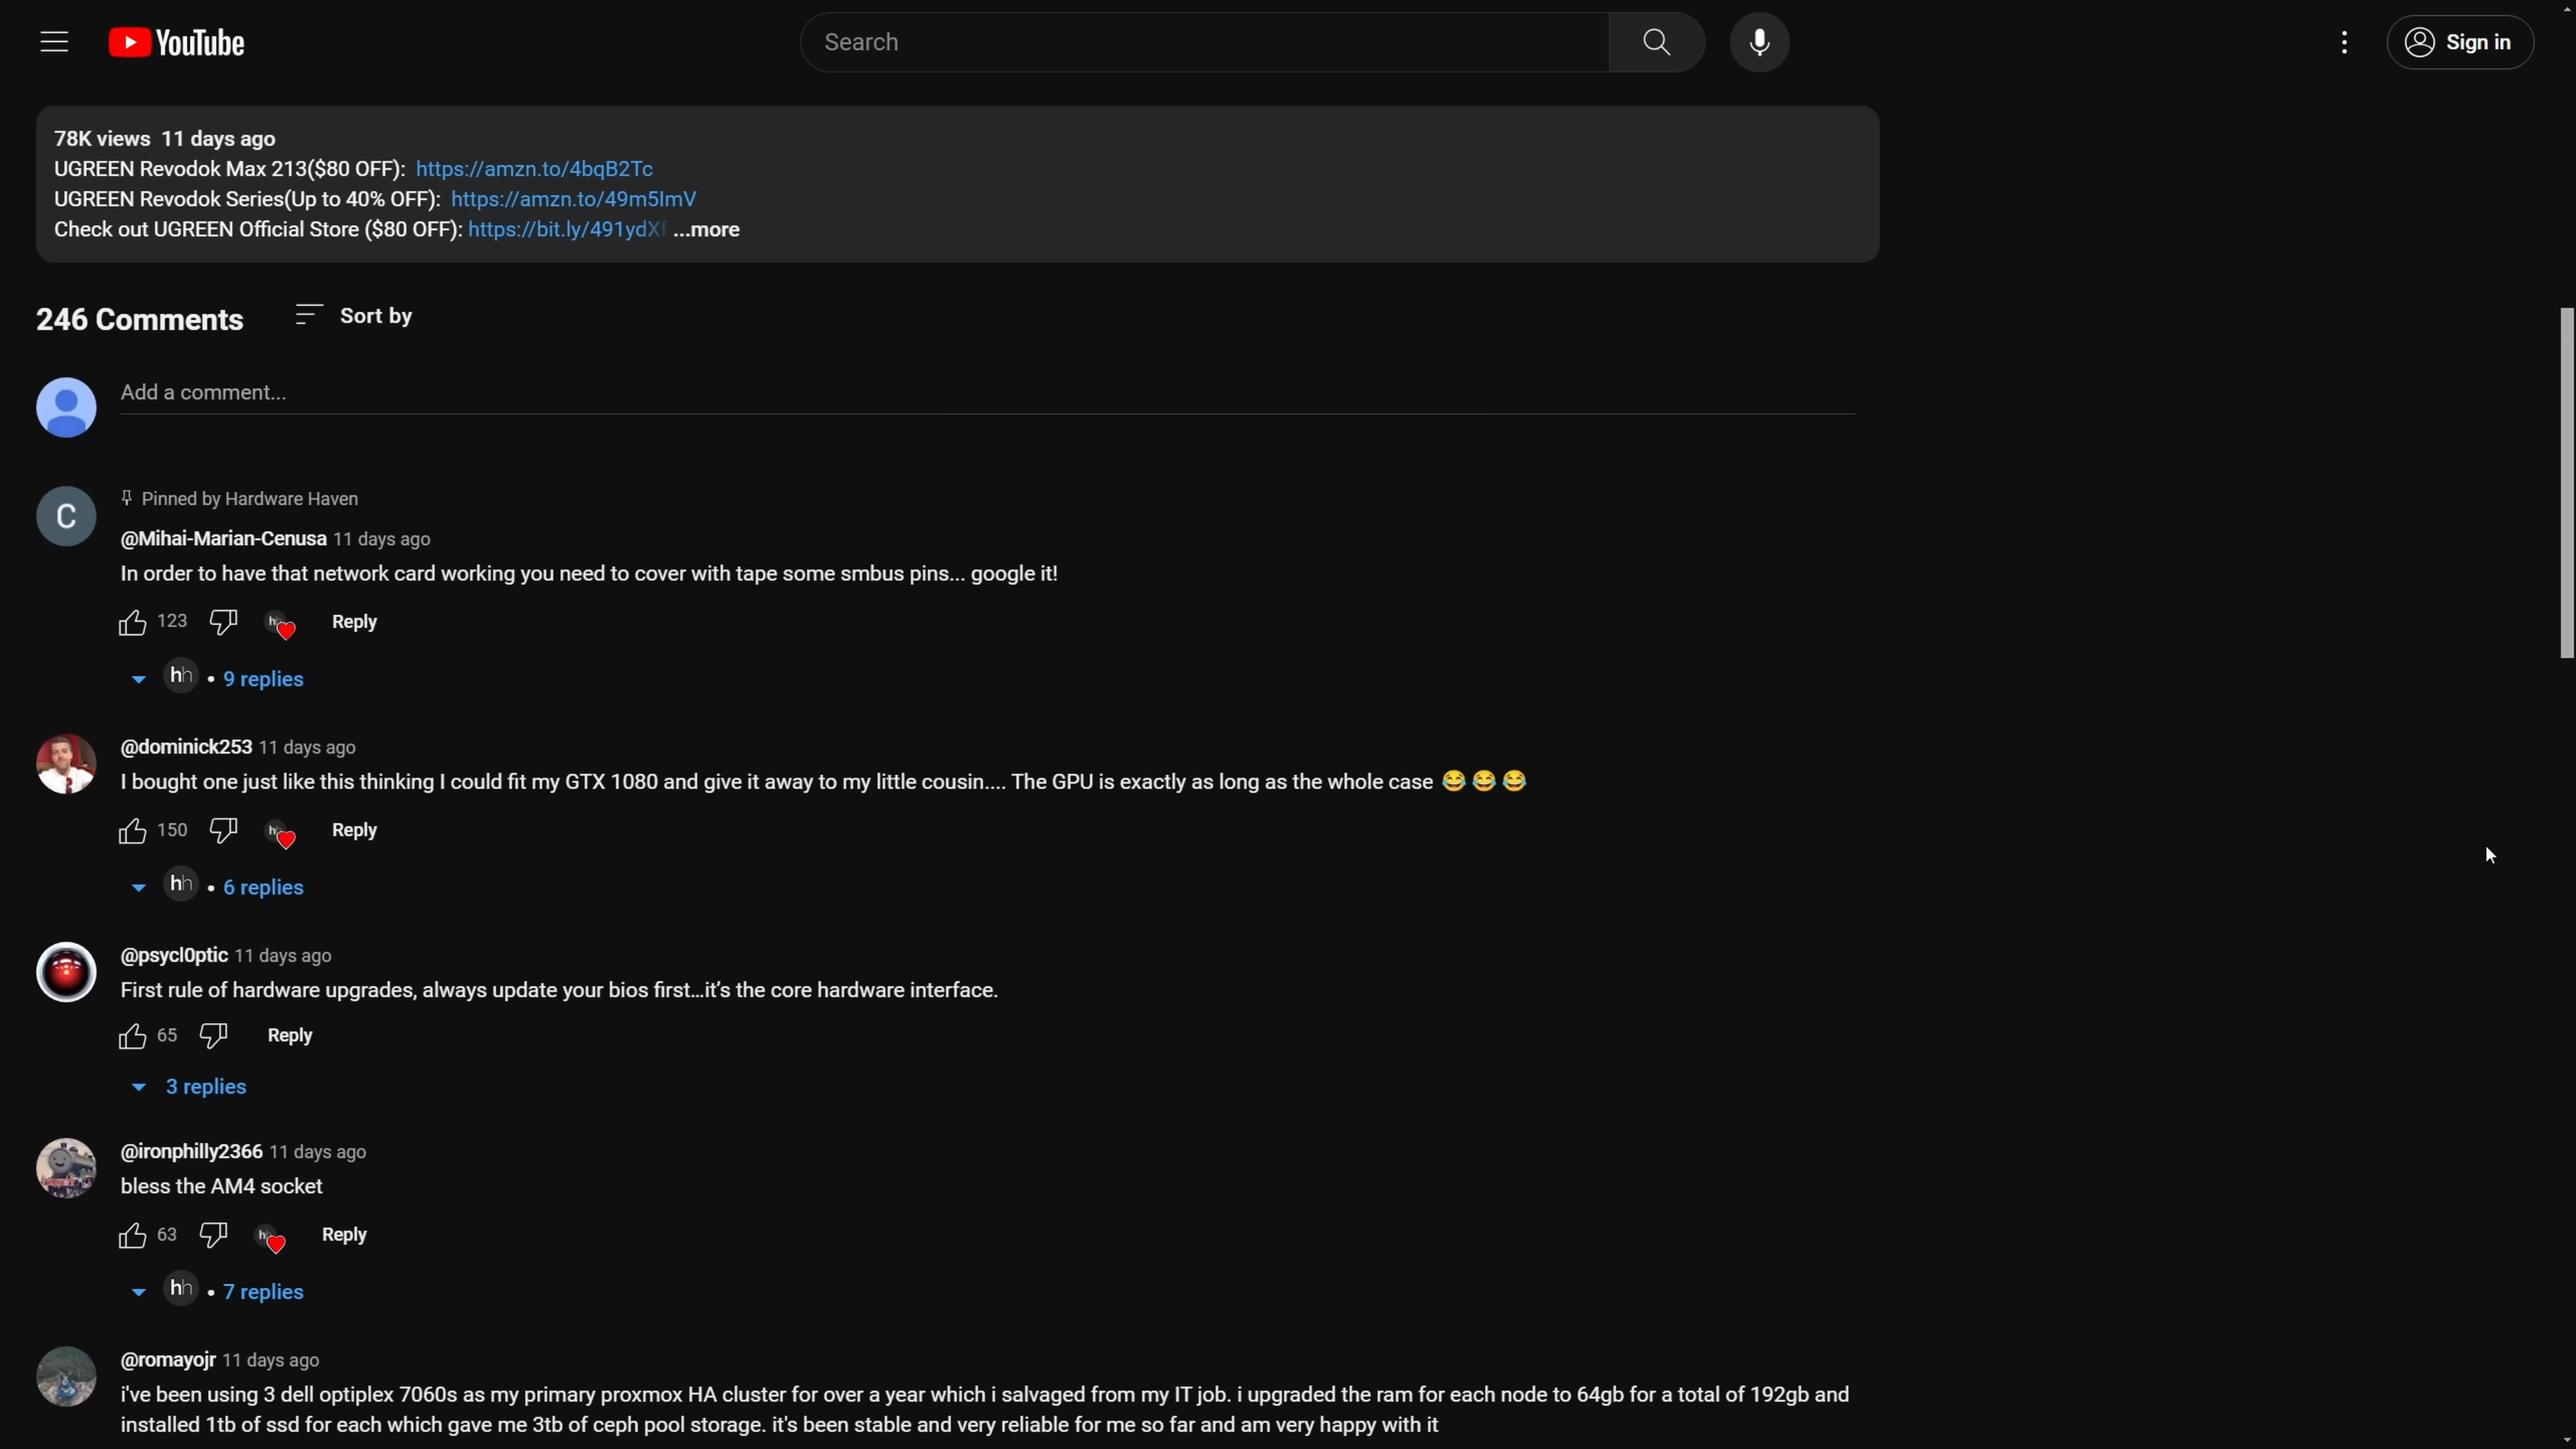 YouTube
Search
Sign in
78K views 11 days ago
UGREEN Revodok Max 213($80 OFF): https://amzn.to/4bqB2Tc
UGREEN Revodok Series(Up to 40% OFF): https://amzn.to/49m5ImV
Check out UGREEN Official Store ($80 OFF): https://bit.ly/491ydXf ...more
246 Comments
Sort by
Add a comment...
C
Pinned by Hardware Haven
@Mihai-Marian-Cenusa 11 days ago
In order to have that network card working you need to cover with tape some smbus pins... google it!
123 Reply
hh • 9 replies
@dominick253 11 days ago
I bought one just like this thinking I could fit my GTX 1080 and give it away to my little cousin.... The GPU is exactly as long as the whole case 😂 😂 😂
150 Reply
hh • 6 replies
@psycl0ptic 11 days ago
First rule of hardware upgrades, always update your bios first…it’s the core hardware interface.
65 Reply
3 replies
@ironphilly2366 11 days ago
bless the AM4 socket
63 Reply
hh • 7 replies
@romayojr 11 days ago
i've been using 3 dell optiplex 7060s as my primary proxmox HA cluster for over a year which i salvaged from my IT job. i upgraded the ram for each node to 64gb for a total of 192gb and
installed 1tb of ssd for each which gave me 3tb of ceph pool storage. it's been stable and very reliable for me so far and am very happy with it